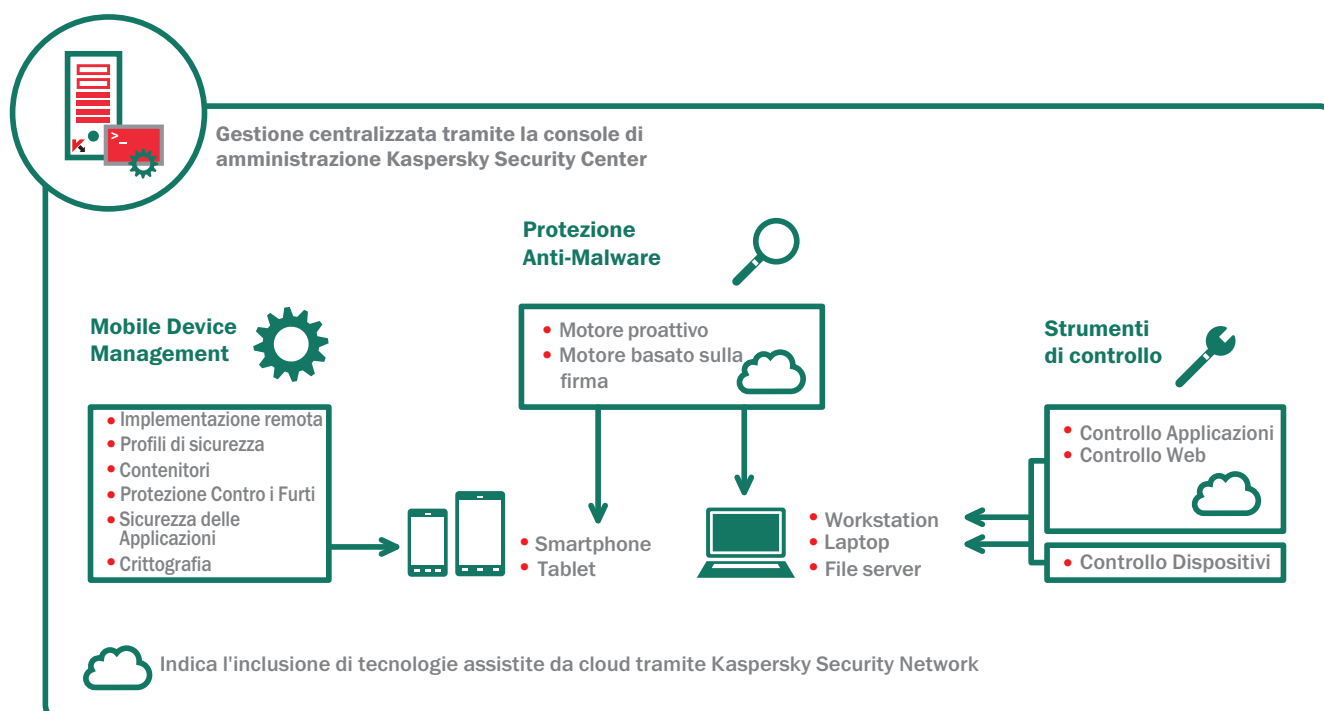 >_
Gestione centralizzata tramite la console di
amministrazione Kaspersky Security Center
Protezione
Anti-Malware
• Motore proattivo
• Motore basato sulla
firma
Mobile Device
Management
• Implementazione remota
• Profili di sicurezza
• Contenitori
• Protezione Contro i Furti
• Sicurezza delle
Applicazioni
• Crittografia
Strumenti
di controllo
• Controllo Applicazioni
• Controllo Web
• Controllo Dispositivi
• Smartphone
• Tablet
• Workstation
• Laptop
• File server
Indica l'inclusione di tecnologie assistite da cloud tramite Kaspersky Security Network